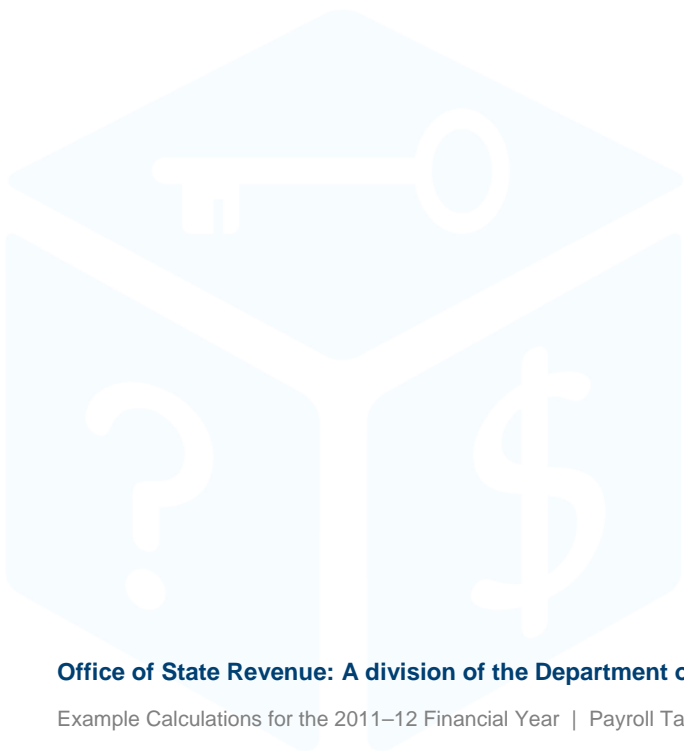 Office of State Revenue: A division of the Department
Example Calculations for the 2011–12 Financial Year | Payroll